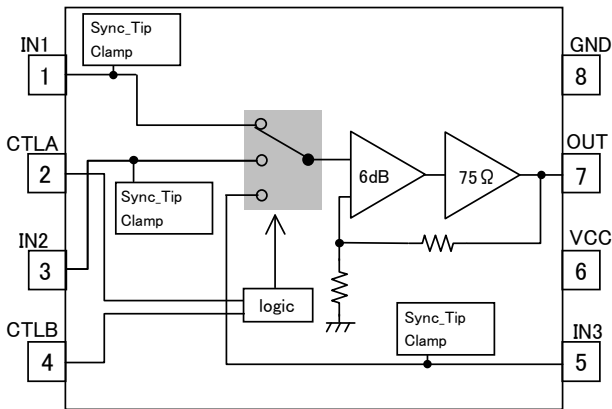 Sync_Tip
Clamp
IN1
1
GND
8
CTLA
2
OUT
7
6dB
75Ω
Sync_Tip
Clamp
IN2
3
VCC
6
logic
Sync_Tip
Clamp
CTLB
4
IN3
5